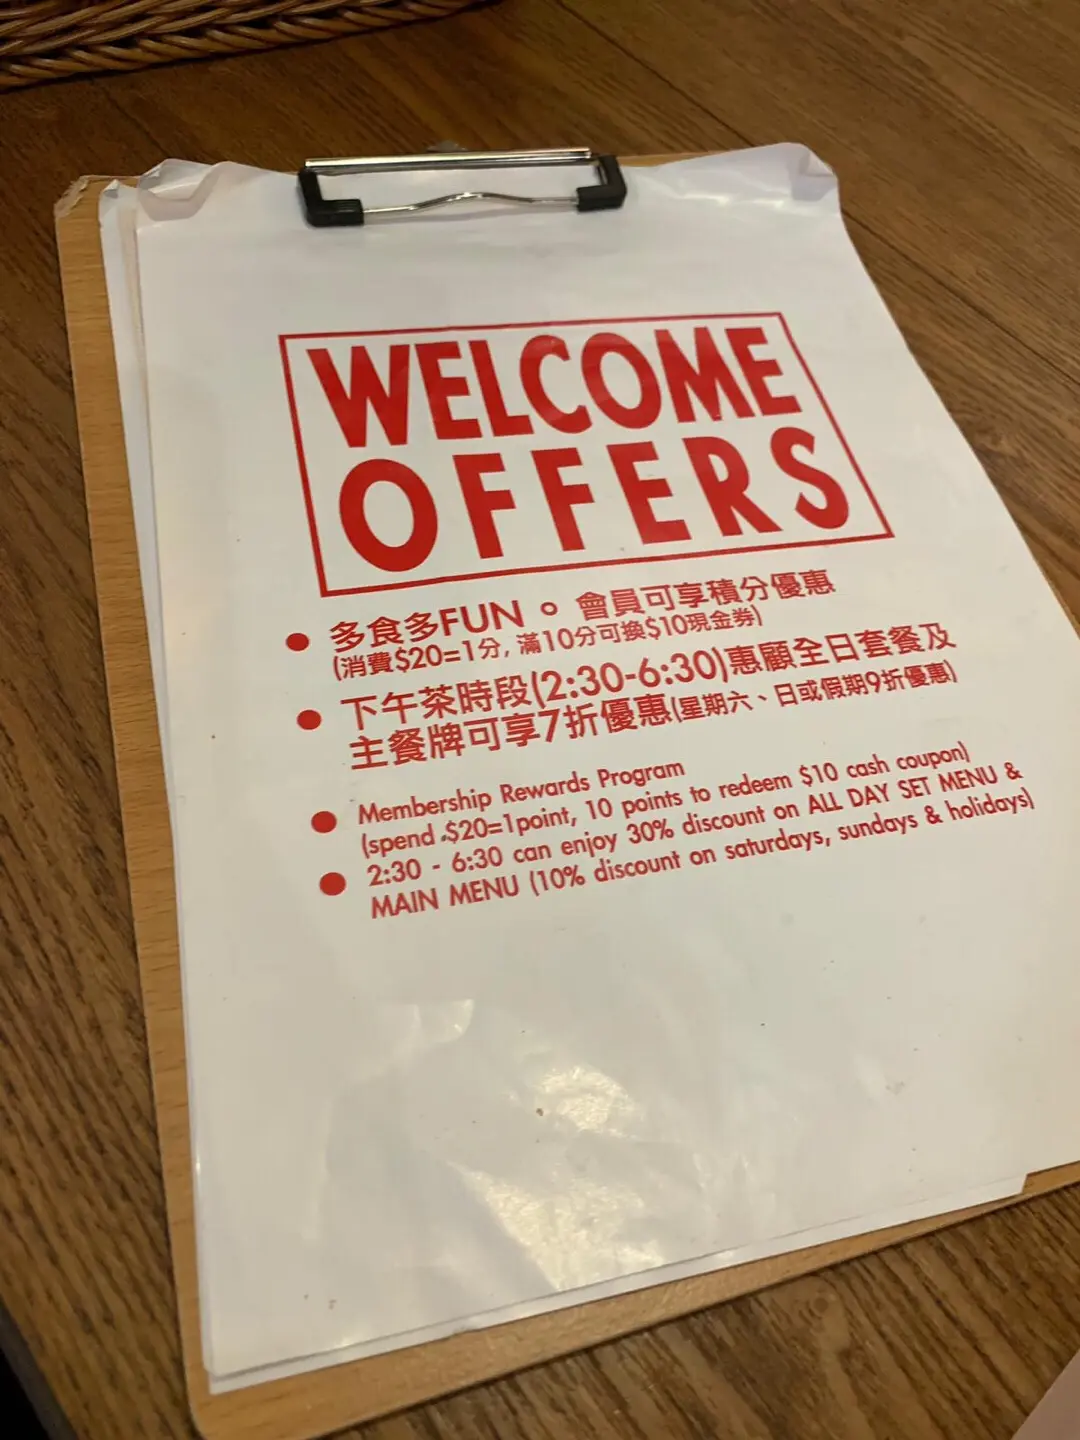 WELCOME
OFFERS
● 多食多FUN。會員可享積分優惠
(消費$20=1分, 滿10分可換$10現金券)
● 下午茶時段(2:30-6:30)惠顧全日套餐及
主餐牌可享7折優惠(星期六、日或假期9折優惠)
● Membership Rewards Program
(spend $20=1point, 10 points to redeem $10 cash coupon)
● 2:30 - 6:30 can enjoy 30% discount on ALL DAY SET MENU &
MAIN MENU (10% discount on saturdays, sundays & holidays)